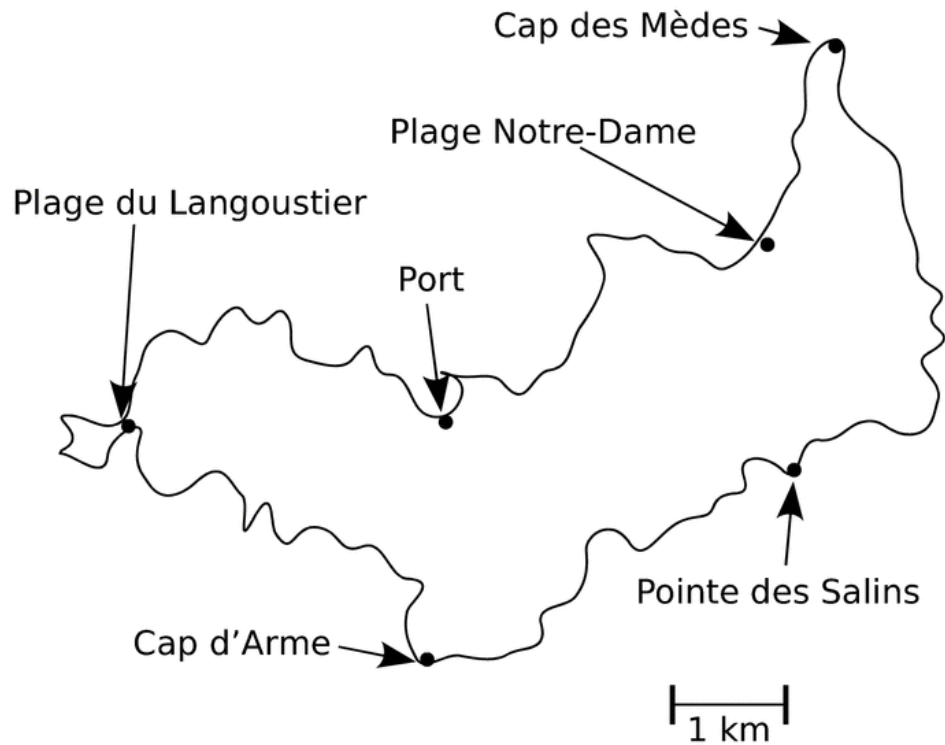 Cap des Mèdes
Plage Notre-Dame
Plage du Langoustier
Port
Pointe des Salins
Cap d’Arme
1 km